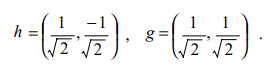 h = ( 1/√2 , -1/√2 ) , g = ( 1/√2 , 1/√2 ) .